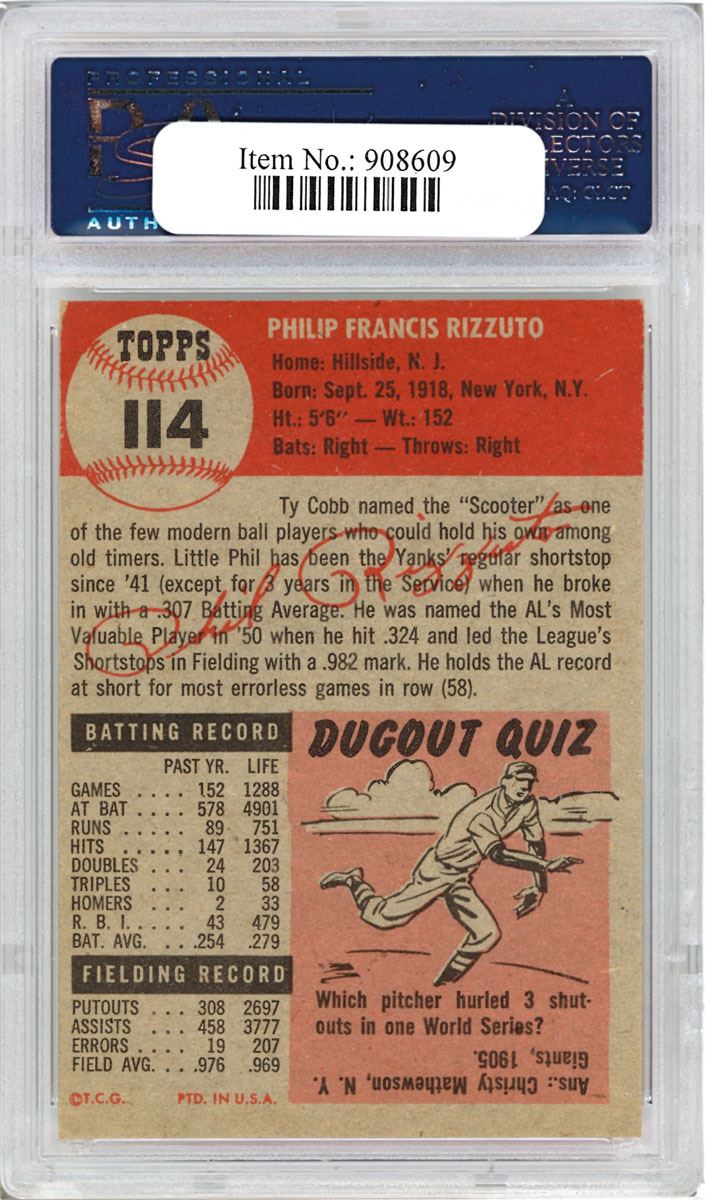 PROFESSIONAL
A
DIVISION OF
Item No.: 908609
TOPPS
114
PHILIP FRANCIS RIZZUTO
Home: Hillside, N. J.
Born: Sept. 25, 1918, New York, N.Y.
Ht.: 5'6" — Wt.: 152
Bats: Right — Throws: Right
Ty Cobb named the "Scooter" as one
of the few modern ball players who could hold his own among
old timers. Little Phil has been the Yanks' regular shortstop
since '41 (except for 3 years in the Service) when he broke
in with a .307 Batting Average. He was named the AL's Most
Valuable Player in '50 when he hit .324 and led the League's
Shortstops in Fielding with a .982 mark. He holds the AL record
at short for most errorless games in row (58).
Phil Rizzuto
BATTING RECORD
PAST YR. LIFE
GAMES .... 152 1288
AT BAT .... 578 4901
RUNS ..... 89 751
HITS ..... 147 1367
DOUBLES ... 24 203
TRIPLES ... 10 58
HOMERS ... 2 33
R. B. I. ..... 43 479
BAT. AVG. ... .254 .279
FIELDING RECORD
PUTOUTS ... 308 2697
ASSISTS ... 458 3777
ERRORS .... 19 207
FIELD AVG. ... .976 .969
©T.C.G. PTD. IN U.S.A.
DUGOUT QUIZ
Which pitcher hurled 3 shut-
outs in one World Series?
Ans.: Christy Mathewson, N. Y.
Giants, 1905.